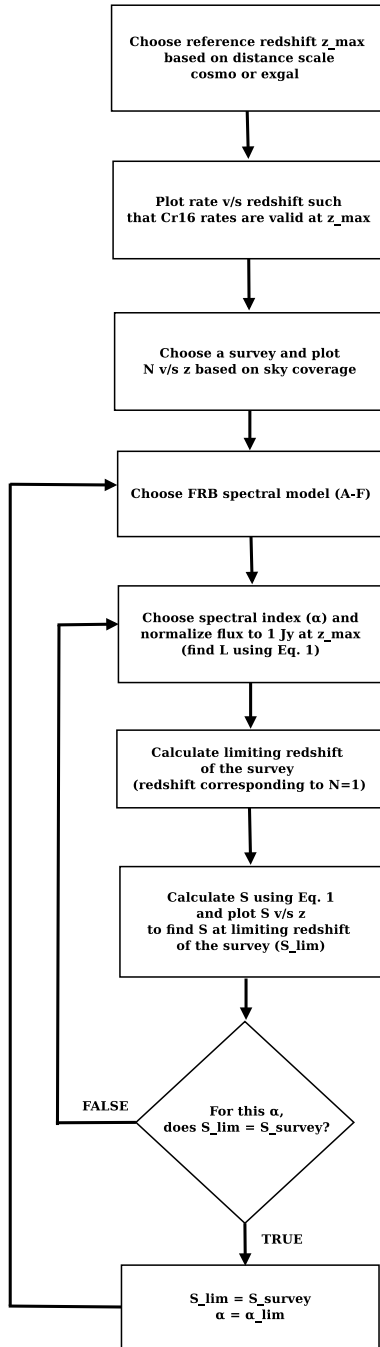 Choose reference redshift z_max
based on distance scale
cosmo or exgal
Plot rate v/s redshift such
that Cr16 rates are valid at z_max
Choose a survey and plot
N v/s z based on sky coverage
Choose FRB spectral model (A-F)
Choose spectral index (α) and
normalize flux to 1 Jy at z_max
(find L using Eq. 1)
Calculate limiting redshift
of the survey
(redshift corresponding to N=1)
Calculate S using Eq. 1
and plot S v/s z
to find S at limiting redshift
of the survey (S_lim)
FALSE
For this α,
does S_lim = S_survey?
TRUE
S_lim = S_survey
α = α_lim